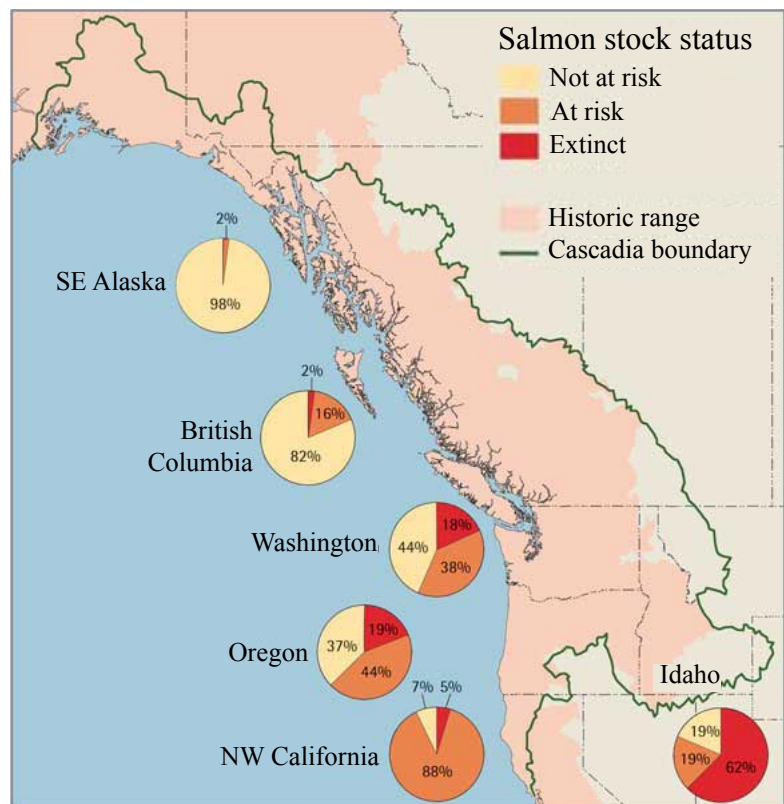 Salmon stock status
Not at risk
At risk
Extinct
Historic range
Cascadia boundary
2%
SE Alaska
98%
2%
16%
British
Columbia
82%
18%
Washington
44%
38%
19%
Oregon
37%
44%
Idaho
7%
5%
NW California
88%
19%
19%
62%